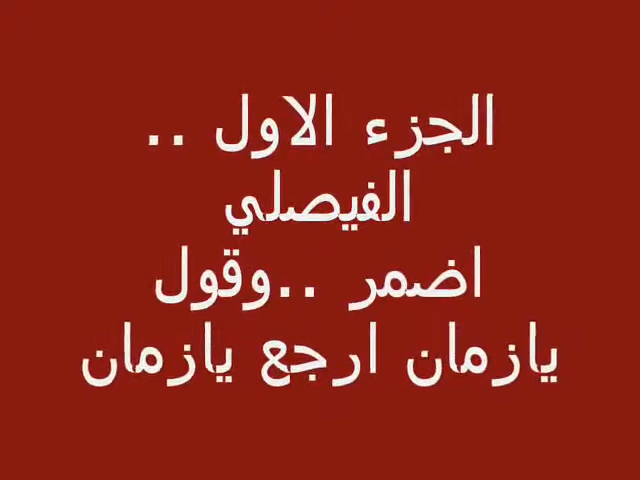 الجزء الاول ..
الفيصلي
اضمر ..وقول
يازمان ارجع يازمان